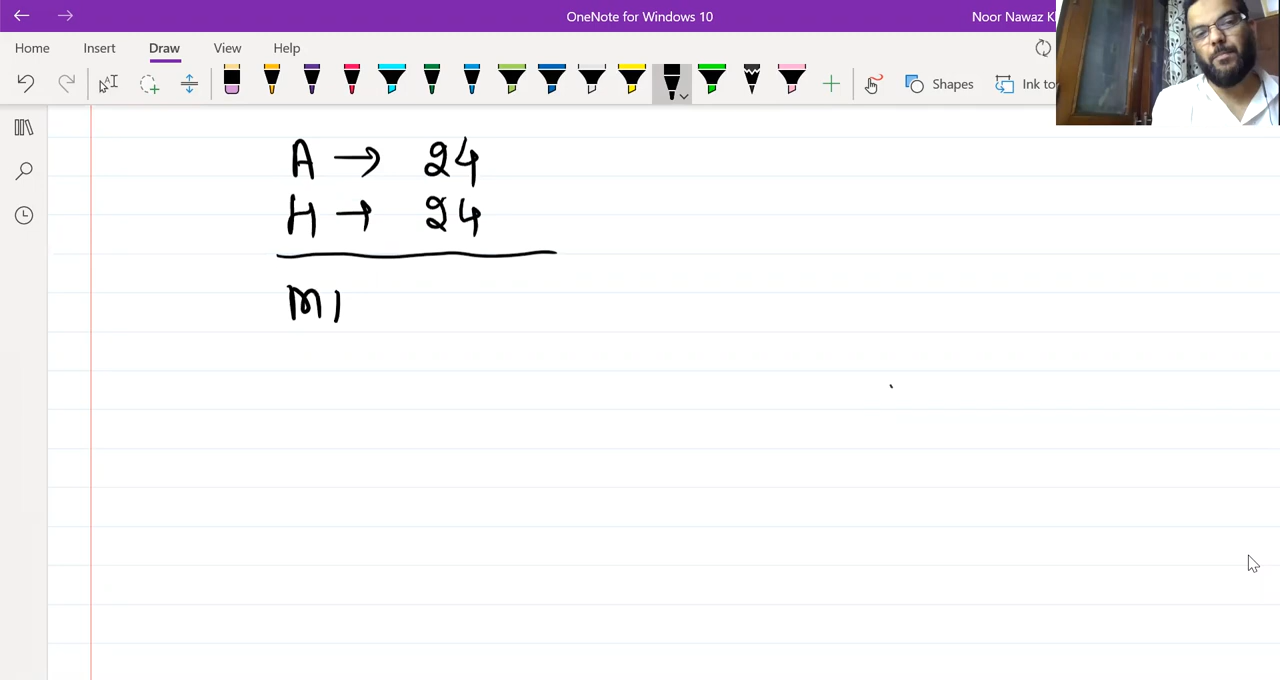 OneNote for Windows 10
Noor Nawaz K
Home Insert Draw View Help
Shapes
Ink to
A → 24
H → 24
M1